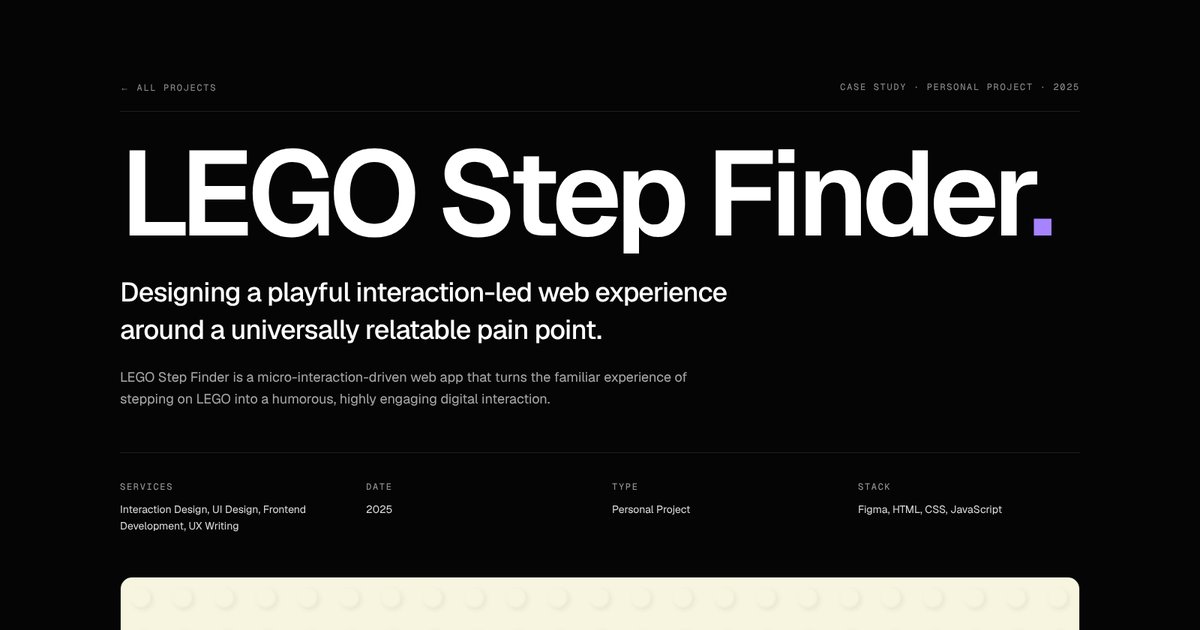 ← ALL PROJECTS
CASE STUDY · PERSONAL PROJECT · 2025
LEGO Step Finder.
Designing a playful interaction-led web experience
around a universally relatable pain point.
LEGO Step Finder is a micro-interaction-driven web app that turns the familiar experience of
stepping on LEGO into a humorous, highly engaging digital interaction.
SERVICES
Interaction Design, UI Design, Frontend
Development, UX Writing
DATE
2025
TYPE
Personal Project
STACK
Figma, HTML, CSS, JavaScript